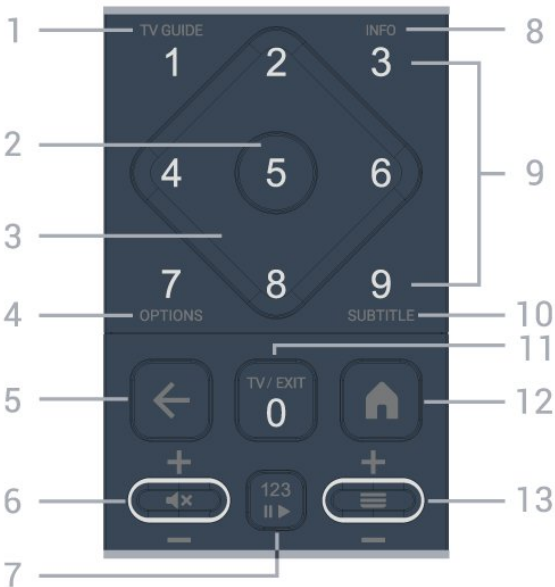 1 TV GUIDE INFO 8
1 2 3
2
4 5 6 9
3
7 8 9
4 OPTIONS SUBTITLE 10
11
5 TV / EXIT 12
0
+ +
6 13
123
− −
7